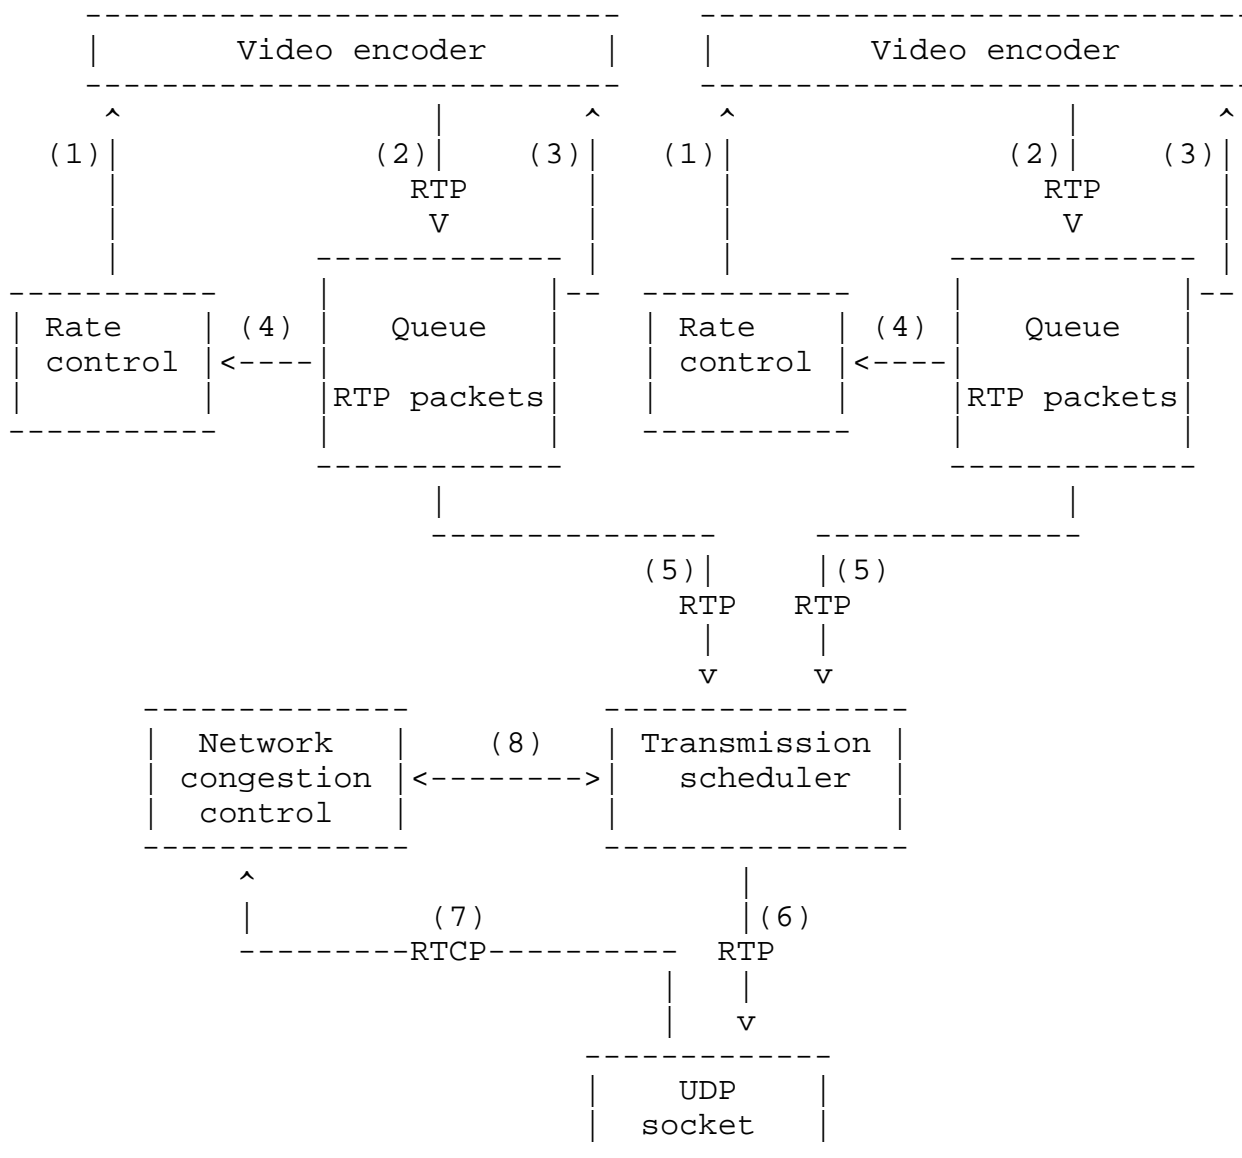 Video encoder Video encoder
(1) (2) (3) (1) (2) (3)
RTP RTP
V V
Rate (4) Queue Rate (4) Queue
control control
RTP packets RTP packets
(5) (5)
RTP RTP
v v
Network (8) Transmission
congestion scheduler
control
(7) (6)
RTCP RTP
v
UDP
socket